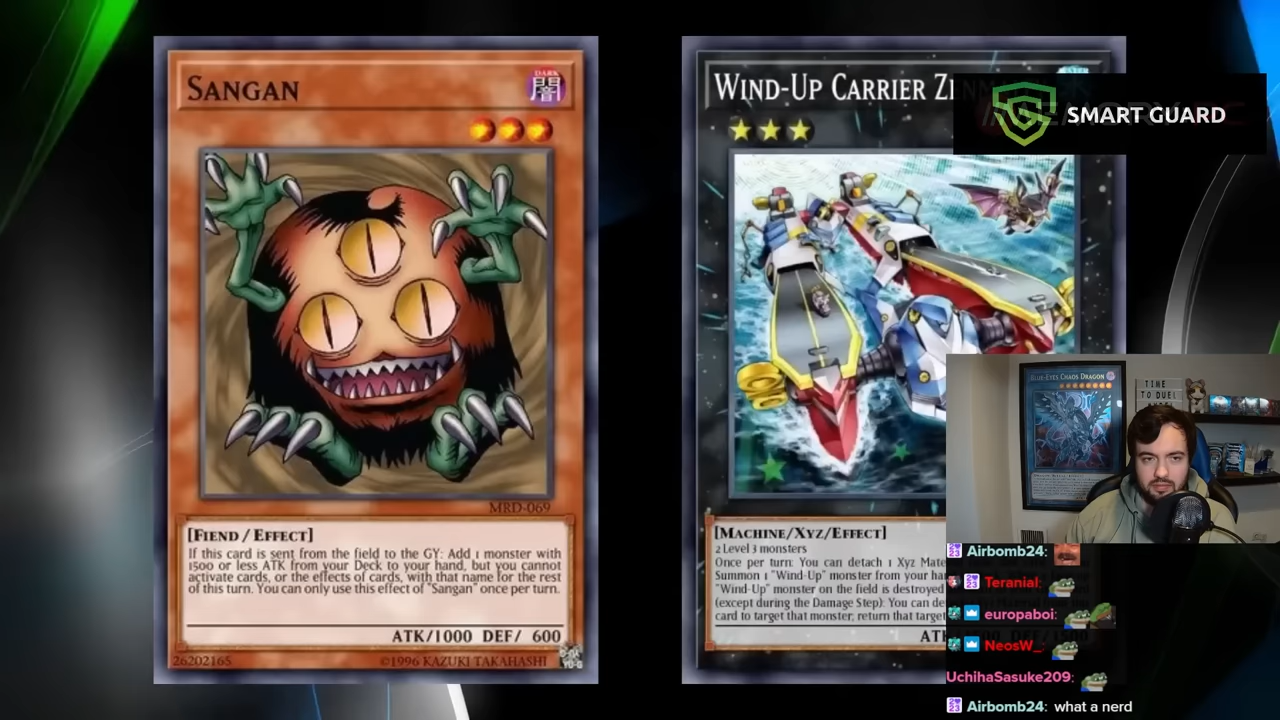 SANGAN
DARK
闇
MRD-069
[FIEND/EFFECT]
If this card is sent from the field to the GY: Add 1 monster with
1500 or less ATK from your Deck to your hand, but you cannot
activate cards, or the effects of cards, with that name for the rest
of this turn. You can only use this effect of "Sangan" once per turn.
ATK/1000 DEF/ 600
26202165
©1996 KAZUKI TAKAHASHI
WIND-UP CARRIER
[MACHINE/XYZ/EFFECT]
2 Level 3 monsters
Once per turn: You can detach 1 Xyz
Summon 1 "Wind-Up" monster from your
"Wind-Up" monster on the field is destroyed
(except during the Damage Step): You can
card to target that monster; return that target
SMART GUARD
BLUE-EYES CHAOS DRAGON
TIME
TO DUEL
Airbomb24:
Teranial:
europaboi:
NeosW_:
UchihaSasuke209:
Airbomb24: what a nerd